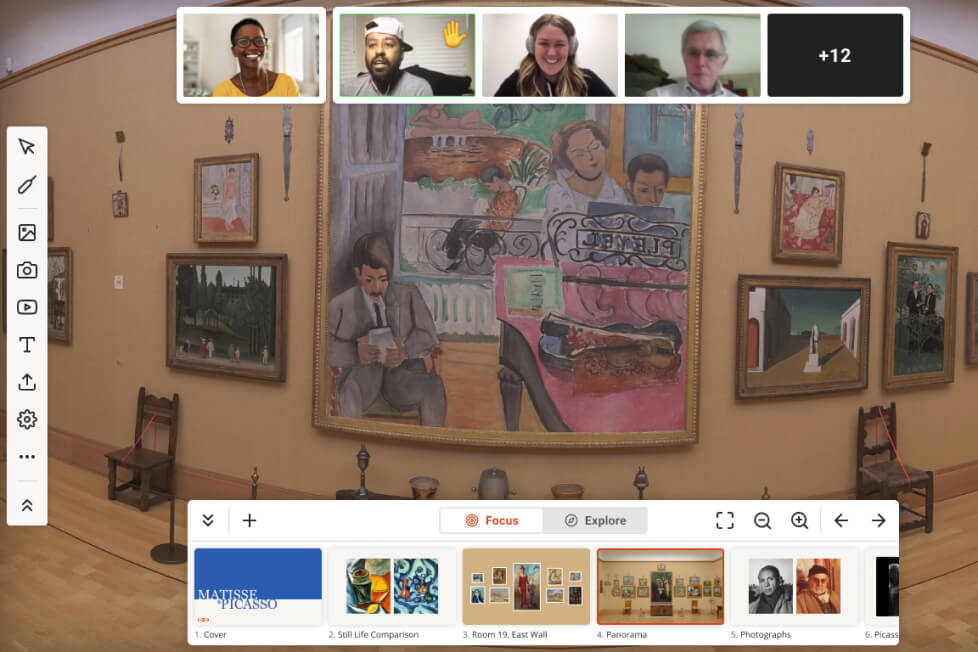 +12
PLEYEL
Focus
Explore
MATISSE
& PICASSO
1. Cover
2. Still Life Comparison
3. Room 19, East Wall
4. Panorama
5. Photographs
6. Picass